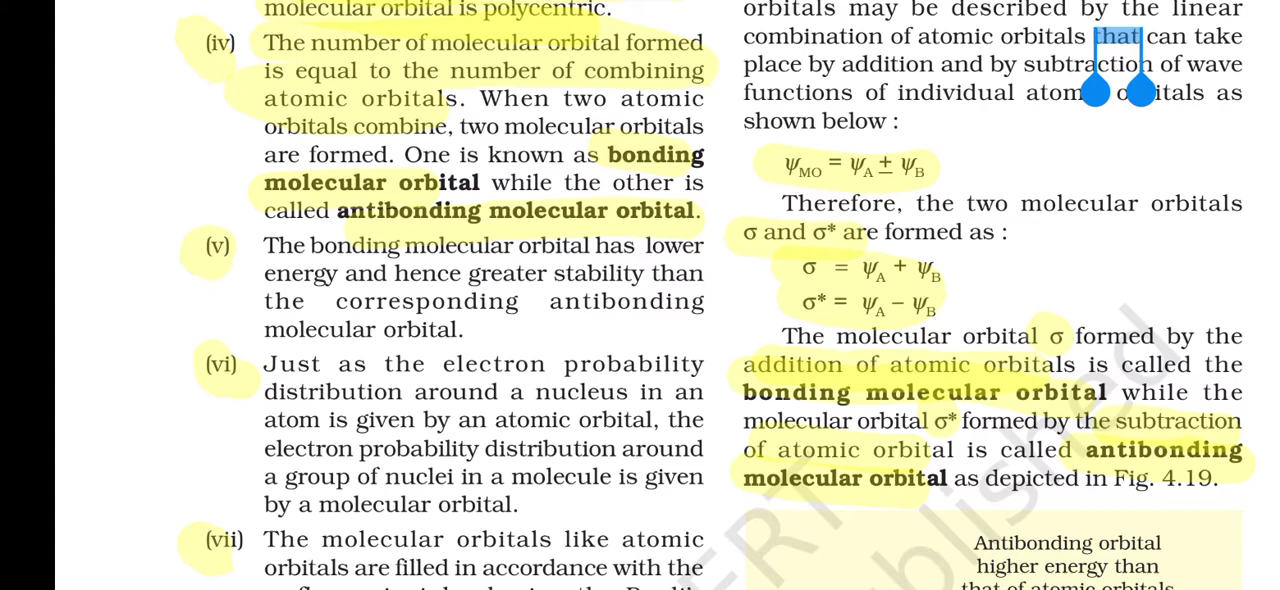 molecular orbital is polycentric.
(iv) The number of molecular orbital formed
is equal to the number of combining
atomic orbitals. When two atomic
orbitals combine, two molecular orbitals
are formed. One is known as bonding
molecular orbital while the other is
called antibonding molecular orbital.
(v) The bonding molecular orbital has lower
energy and hence greater stability than
the corresponding antibonding
molecular orbital.
(vi) Just as the electron probability
distribution around a nucleus in an
atom is given by an atomic orbital, the
electron probability distribution around
a group of nuclei in a molecule is given
by a molecular orbital.
(vii) The molecular orbitals like atomic
orbitals are filled in accordance with the
orbitals may be described by the linear
combination of atomic orbitals that can take
place by addition and by subtraction of wave
functions of individual as
shown below :
ψMO = ψA ± ψB
Therefore, the two molecular orbitals
σ and σ* are formed as :
σ = ψA + ψB
σ* = ψA − ψB
The molecular orbital σ formed by the
addition of atomic orbitals is called the
bonding molecular orbital while the
molecular orbital σ* formed by the subtraction
of atomic orbital is called antibonding
molecular orbital as depicted in Fig. 4.19.
Antibonding orbital
higher energy than
that of atomic orbitals